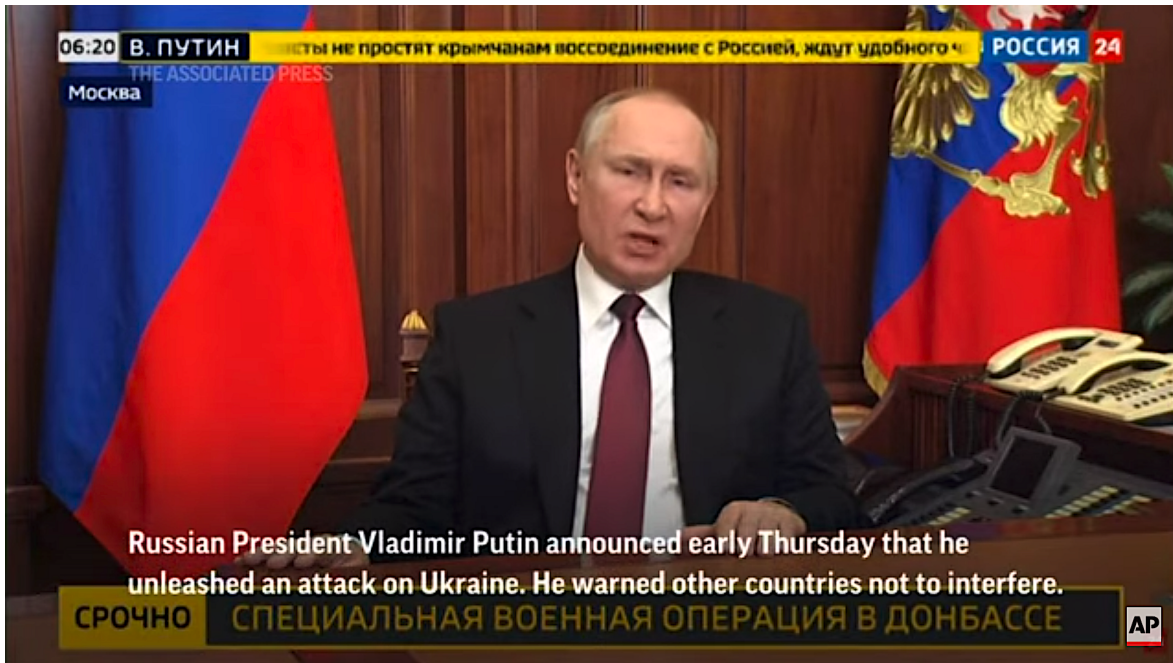 06:20 В. ПУТИН не простят крымчанам воссоединение с Россией, ждут удобного РОССИЯ 24
THE ASSOCIATED PRESS
Москва
Russian President Vladimir Putin announced early Thursday that he
unleashed an attack on Ukraine. He warned other countries not to interfere.
СРОЧНО СПЕЦИАЛЬНАЯ ВОЕННАЯ ОПЕРАЦИЯ В ДОНБАССЕ
AP